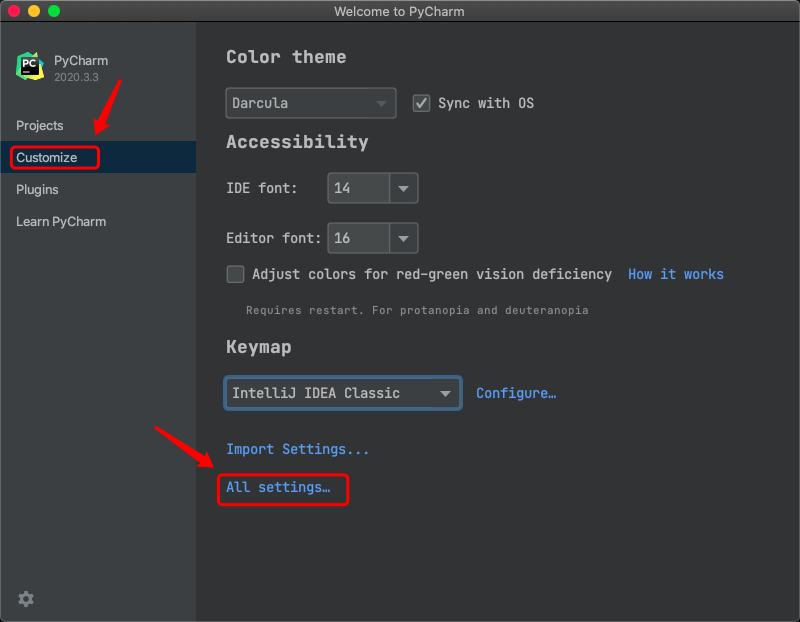 Welcome to PyCharm
PC
PyCharm
2020.3.3
Projects
Customize
Plugins
Learn PyCharm
Color theme
Darcula
Sync with OS
Accessibility
IDE font: 14
Editor font: 16
Adjust colors for red-green vision deficiency How it works
Requires restart. For protanopia and deuteranopia
Keymap
IntelliJ IDEA Classic Configure…
Import Settings...
All settings…